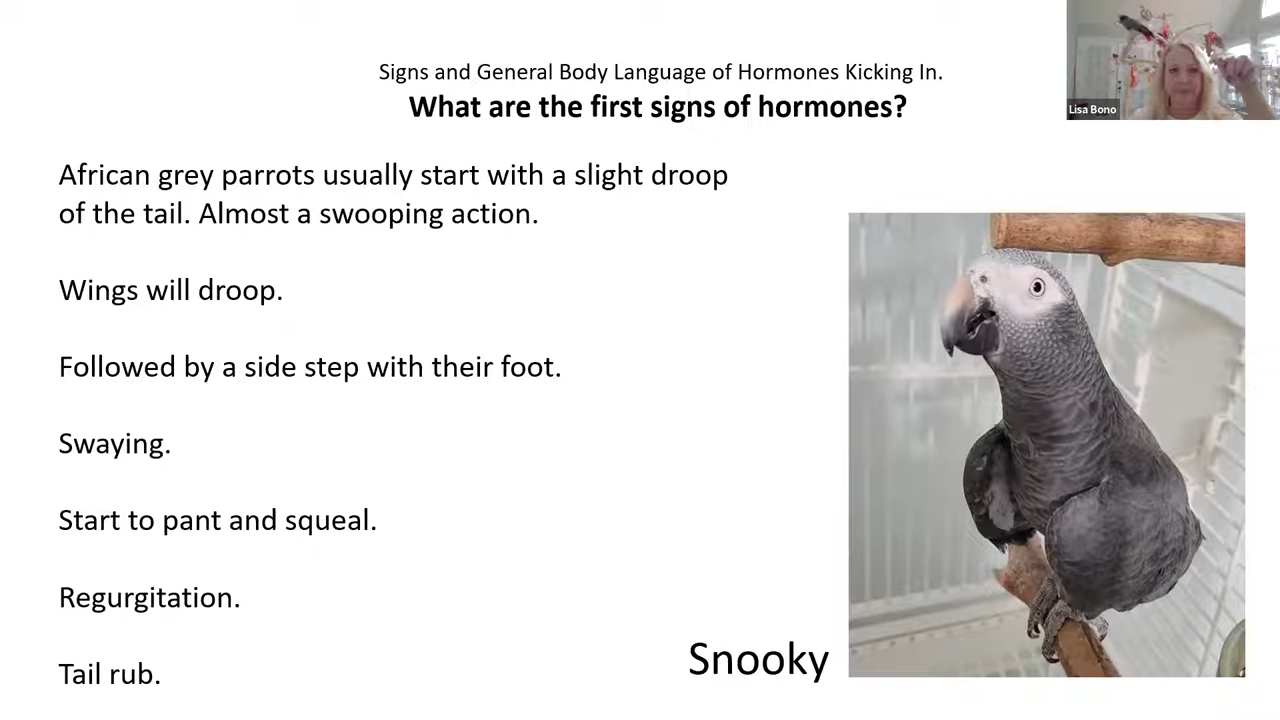 Signs and General Body Language of Hormones Kicking In.
What are the first signs of hormones?
Lisa Bono
African grey parrots usually start with a slight droop
of the tail. Almost a swooping action.
Wings will droop.
Followed by a side step with their foot.
Swaying.
Start to pant and squeal.
Regurgitation.
Tail rub.
Snooky